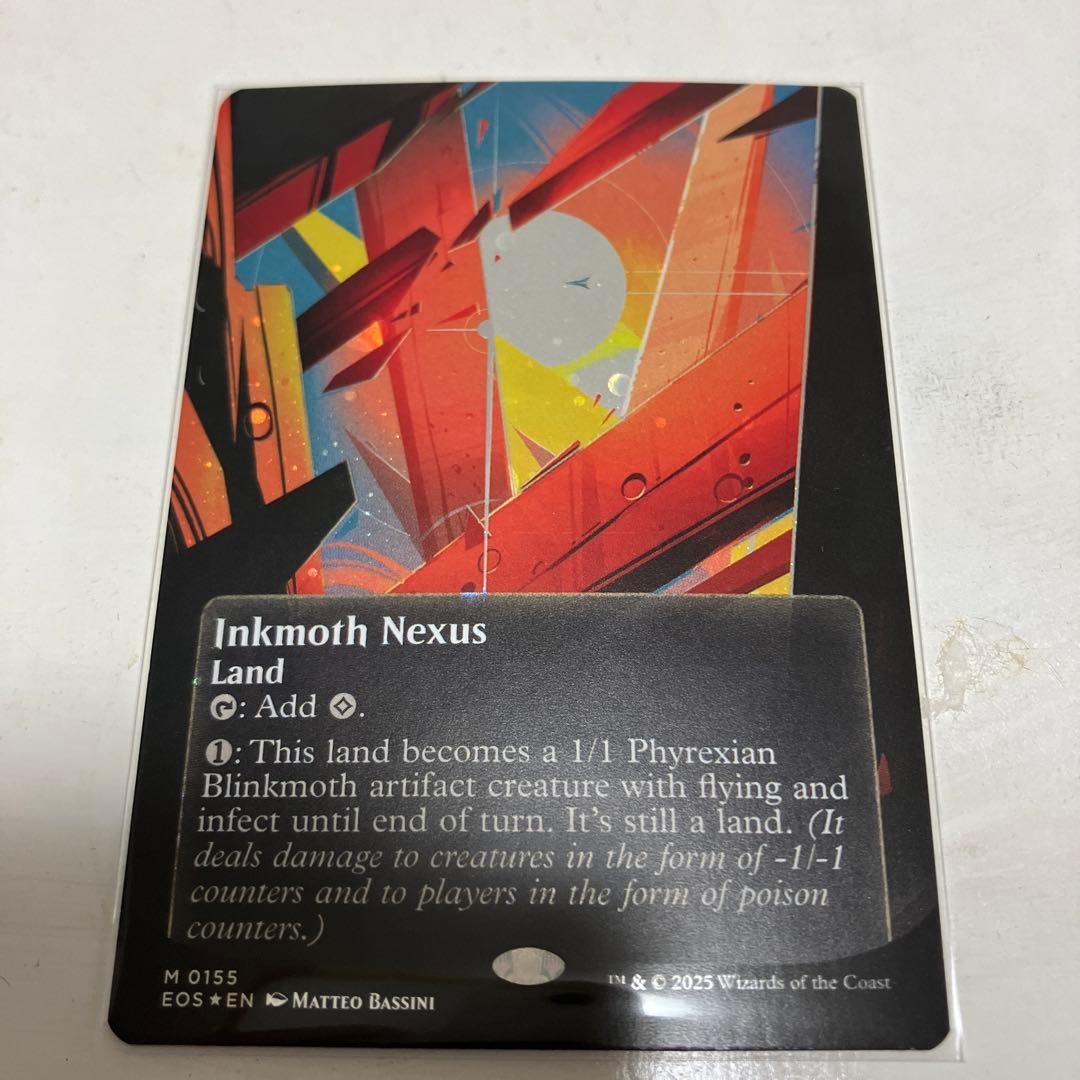 Inkmoth Nexus
Land
: Add .
1: This land becomes a 1/1 Phyrexian
Blinkmoth artifact creature with flying and
infect until end of turn. It's still a land. (It
deals damage to creatures in the form of -1/-1
counters and to players in the form of poison
counters.)
M 0155
EOS★EN MATTEO BASSINI
™ & © 2025 Wizards of the Coast